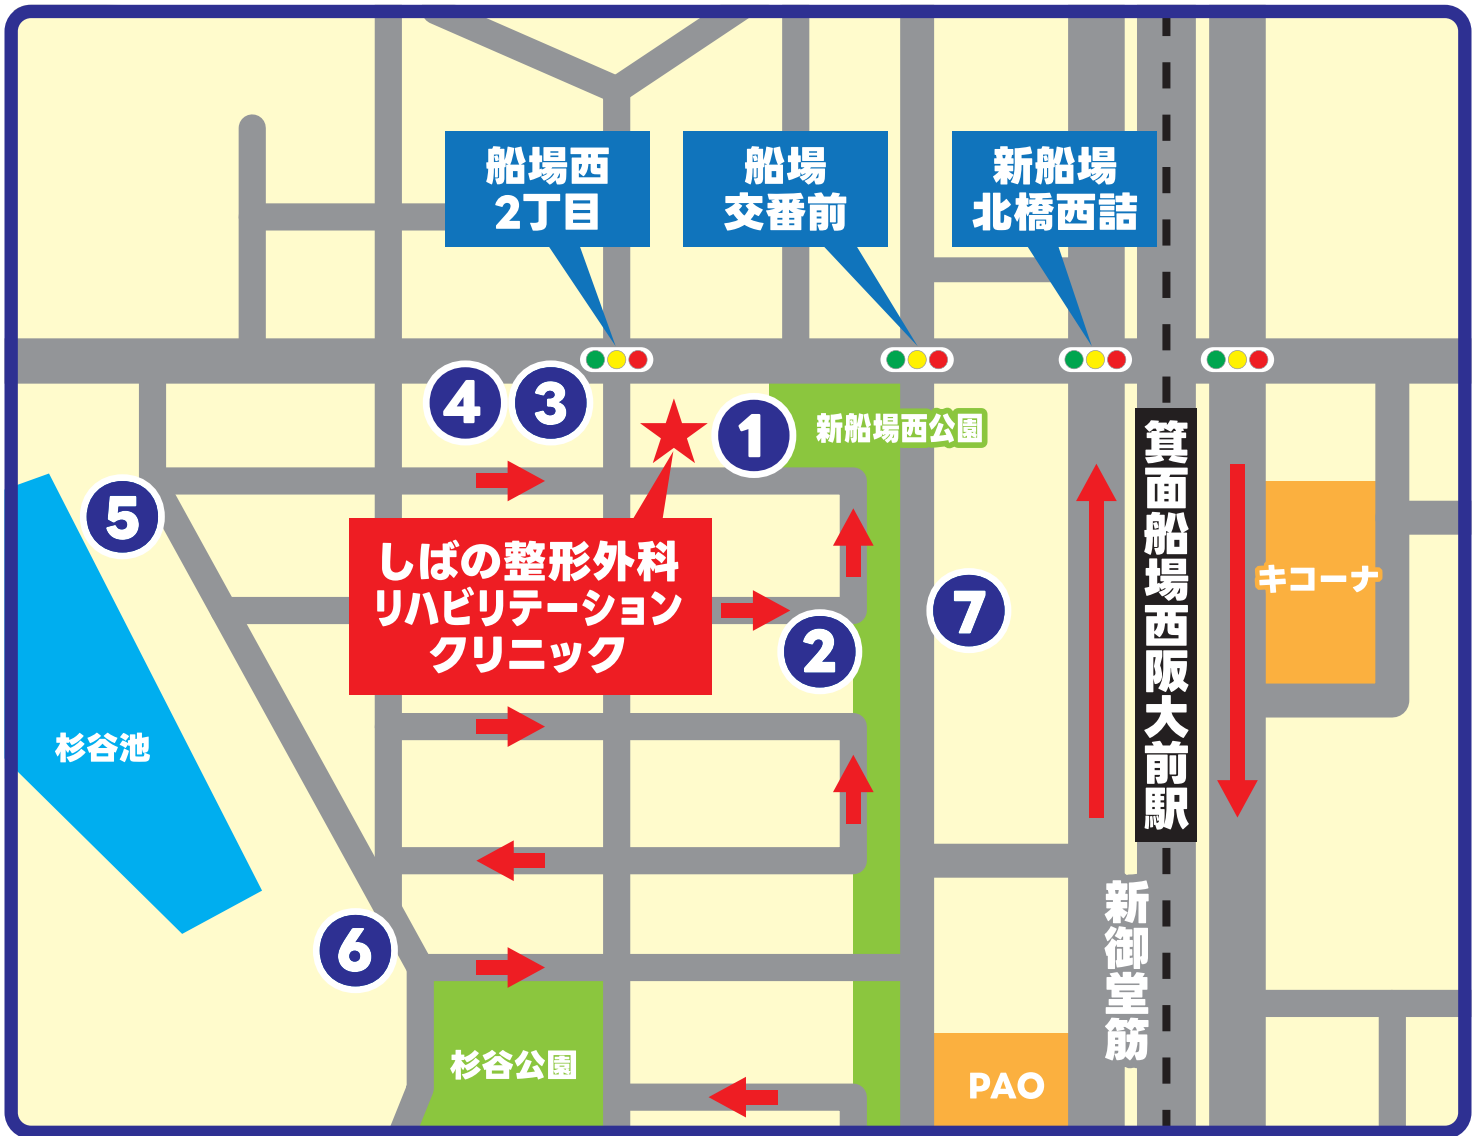 船場西
2丁目
船場
交番前
新船場
北橋西詰
4
3
1
新船場西公園
箕面船場西阪大前駅
5
しばの整形外科
リハビリテーション
クリニック
キコーナ
7
2
杉谷池
6
新御堂筋
杉谷公園
PAO